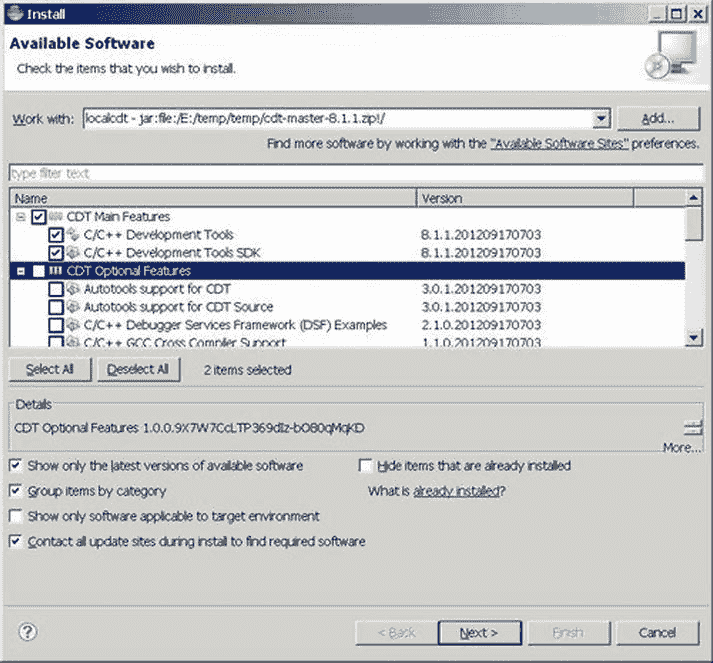 Install
Available Software
Check the items that you wish to install.
Work with: localcdt - jar:file:/E:/temp/temp/cdt-master-8.1.1.zip!/ Add...
Find more software by working with the "Available Software Sites" preferences.
type filter text
Name Version
CDT Main Features
C/C++ Development Tools 8.1.1.201209170703
C/C++ Development Tools SDK 8.1.1.201209170703
CDT Optional Features
Autotools support for CDT 3.0.1.201209170703
Autotools support for CDT Source 3.0.1.201209170703
C/C++ Debugger Services Framework (DSF) Examples 2.1.0.201209170703
C/C++ GCC Cross Compiler Support 1.1.0.201209170703
Select All Deselect All 2 items selected
Details
CDT Optional Features 1.0.0.9X7W7CcLTP369dIz-bO80qMqKD
More...
Show only the latest versions of available software Hide items that are already installed
Group items by category What is already installed?
Show only software applicable to target environment
Contact all update sites during install to find required software
? < Back Next > Finish Cancel